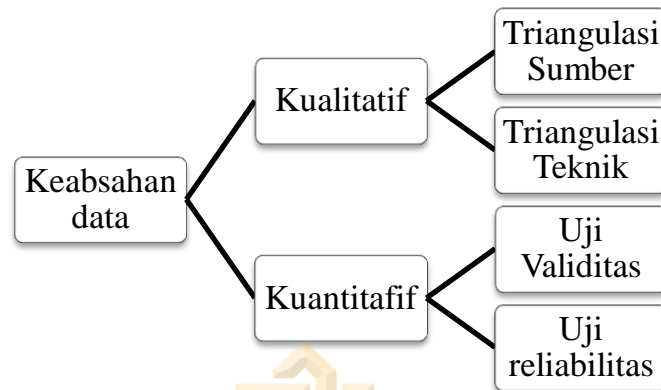 Keabsahan
data
Kualitatif
Triangulasi
Sumber
Triangulasi
Teknik
Kuantitafif
Uji
Validitas
Uji
reliabilitas